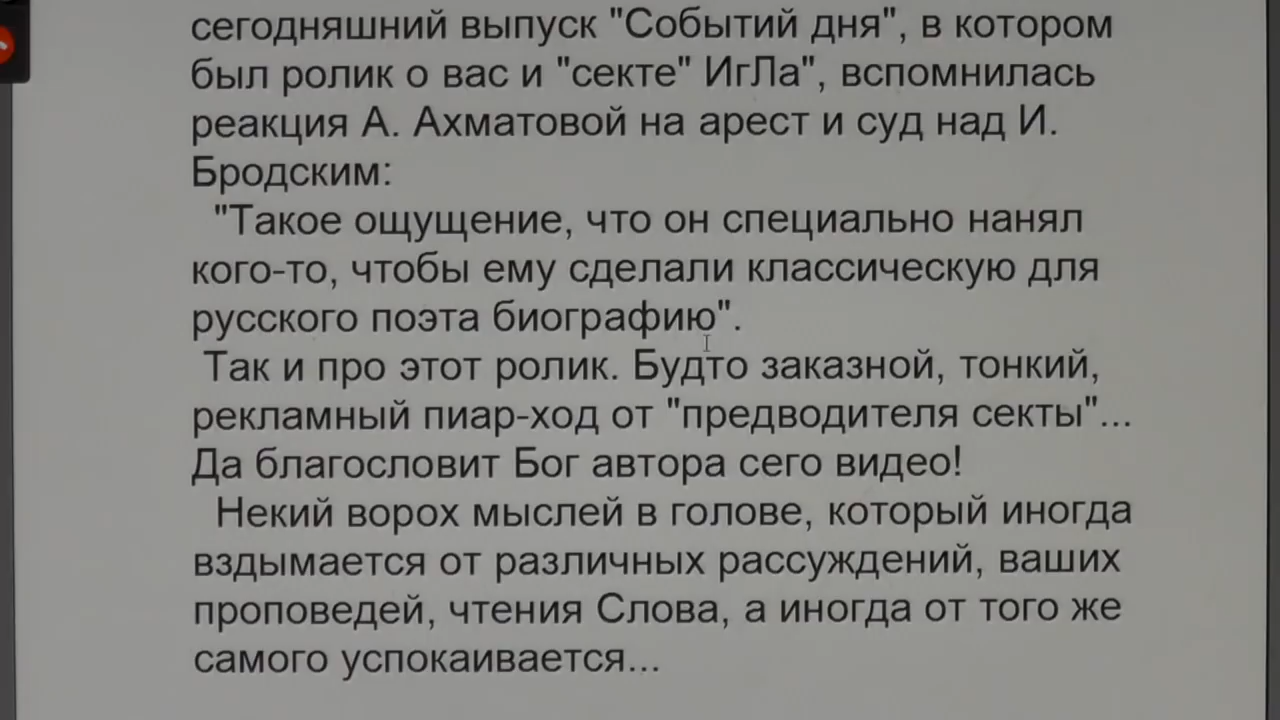 сегодняшний выпуск "Событий дня", в котором
был ролик о вас и "секте" ИгЛа", вспомнилась
реакция А. Ахматовой на арест и суд над И.
Бродским:
"Такое ощущение, что он специально нанял
кого-то, чтобы ему сделали классическую для
русского поэта биографию".
Так и про этот ролик. Будто заказной, тонкий,
рекламный пиар-ход от "предводителя секты"...
Да благословит Бог автора сего видео!
Некий ворох мыслей в голове, который иногда
вздымается от различных рассуждений, ваших
проповедей, чтения Слова, а иногда от того же
самого успокаивается...